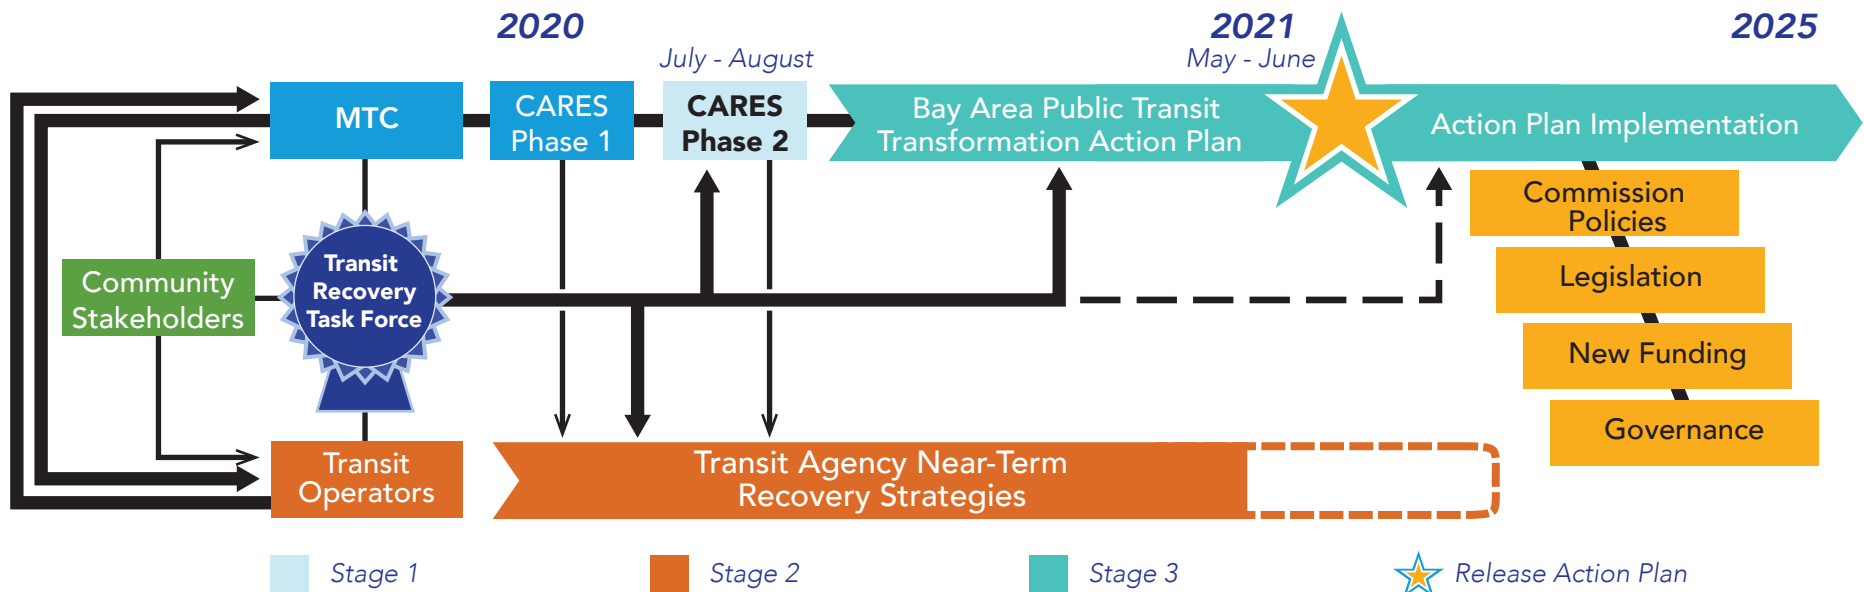 2020
2021
2025
July - August
May - June
MTC
CARES
Phase 1
CARES
Phase 2
Bay Area Public Transit
Transformation Action Plan
Action Plan Implementation
Commission
Policies
Legislation
New Funding
Governance
Community
Stakeholders
Transit
Recovery
Task Force
Transit
Operators
Transit Agency Near-Term
Recovery Strategies
Stage 1
Stage 2
Stage 3
Release Action Plan